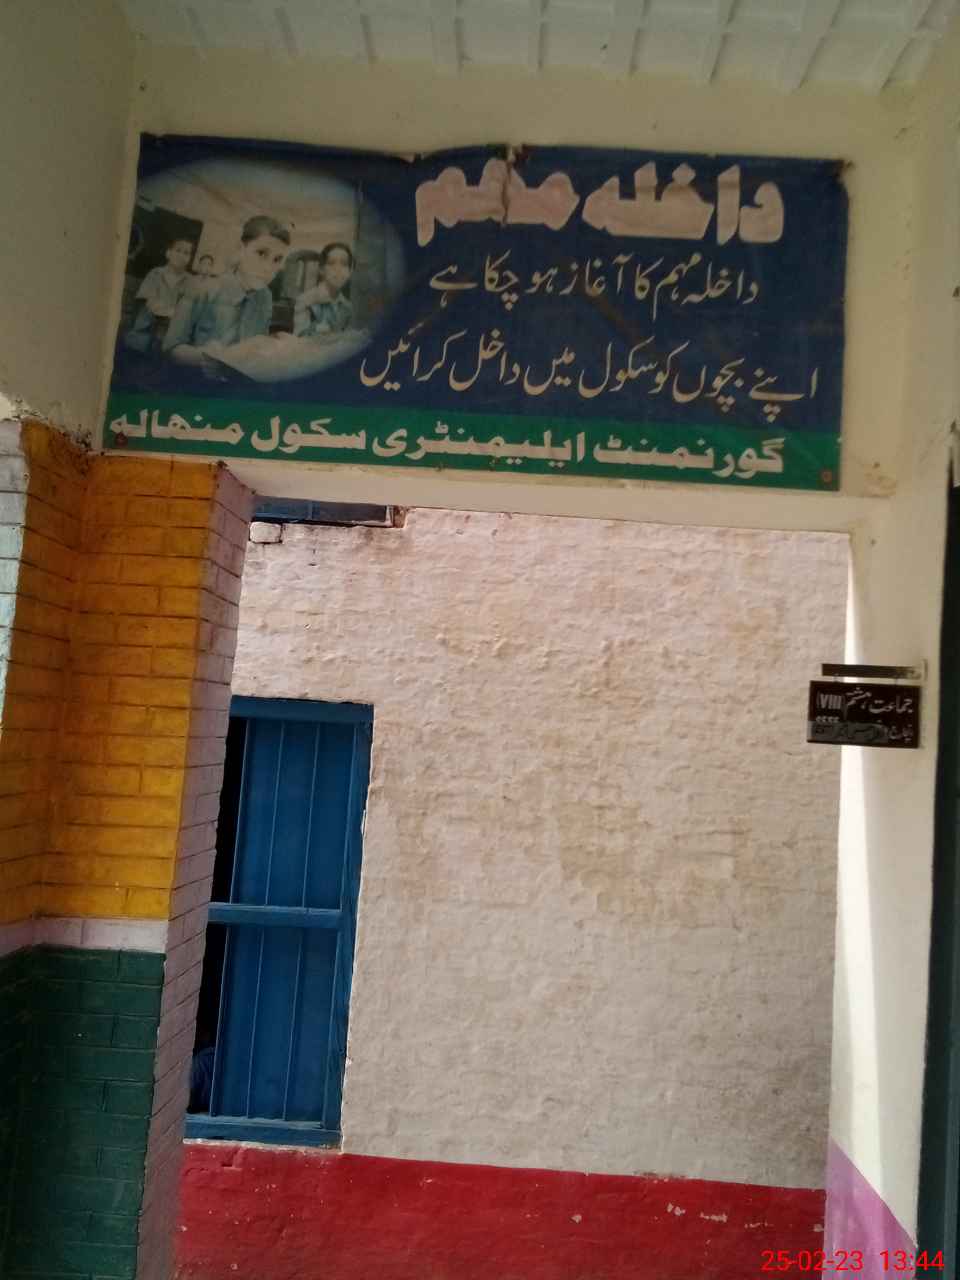 داخلہ مہم
داخلہ مہم کا آغاز ہو چکا ہے
اپنے بچوں کو سکول میں داخل کرائیں
گورنمنٹ ایلیمنٹری سکول منہالہ
جماعت ہشتم (VIII)
25-02-23 13:44